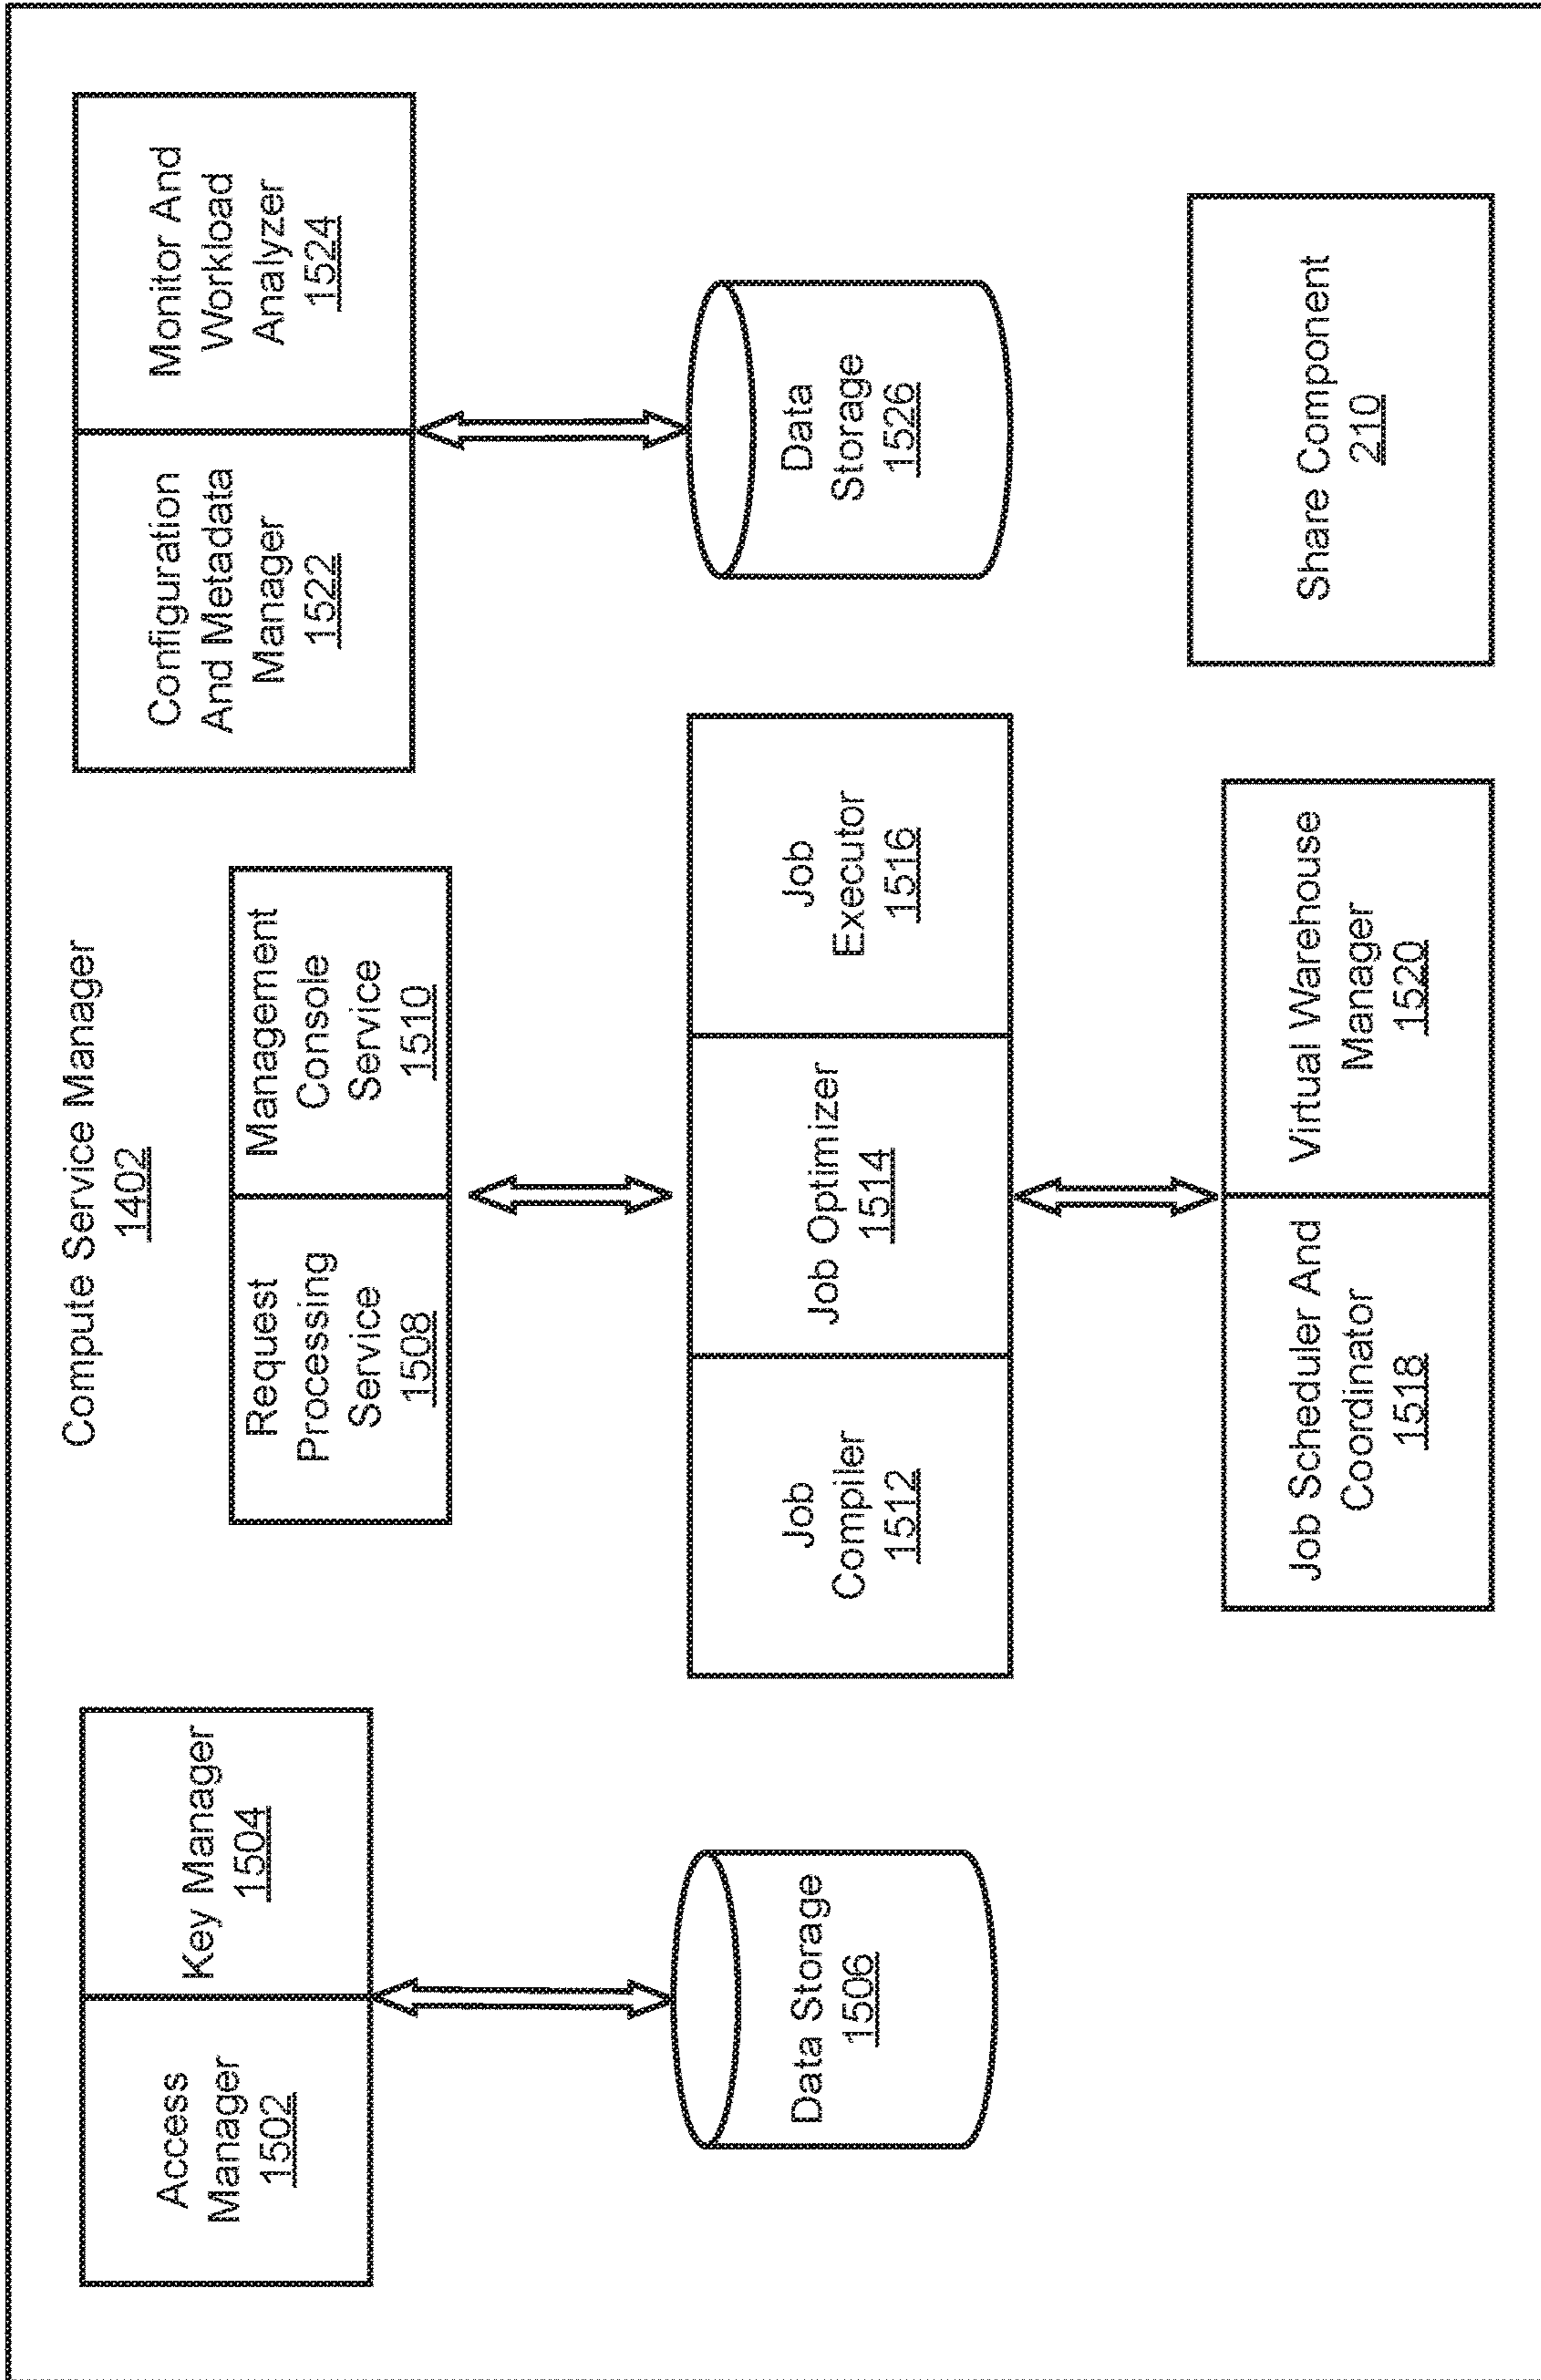 Compute Service Manager
1402
Access
Manager
1502
Key Manager
1504
Request
Processing
Service
1508
Management
Console
Service
1510
Configuration
And Metadata
Manager
1522
Monitor And
Workload
Analyzer
1524
Data Storage
1506
Job
Compiler
1512
Job Optimizer
1514
Job
Executor
1516
Data
Storage
1526
Job Scheduler And
Coordinator
1518
Virtual Warehouse
Manager
1520
Share Component
210